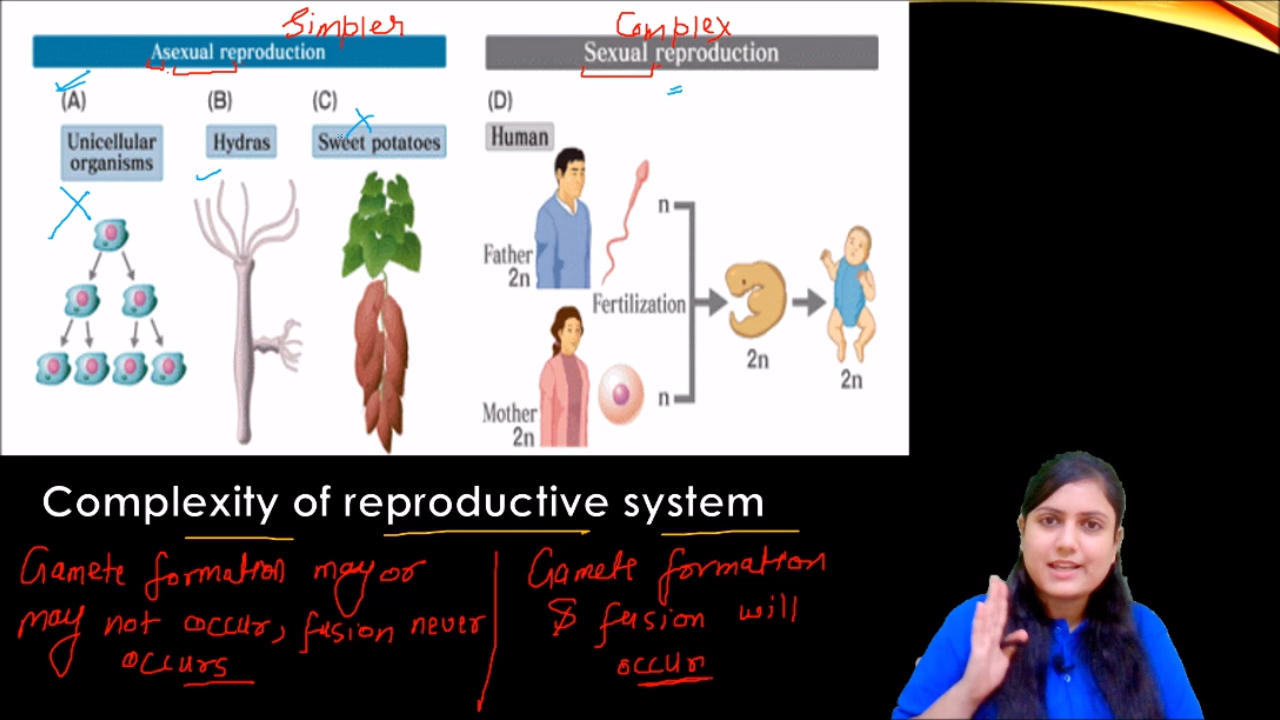 Simpler
Complex
Asexual reproduction
Sexual reproduction
(A)
(B)
(C)
(D)
Unicellular
organisms
Hydras
Sweet potatoes
Human
Father
2n
n
Fertilization
n
Mother
2n
2n
2n
Complexity of reproductive system
Gamete formation may or
may not occur, fusion never
occurs
Gamete formation
& fusion will
occur